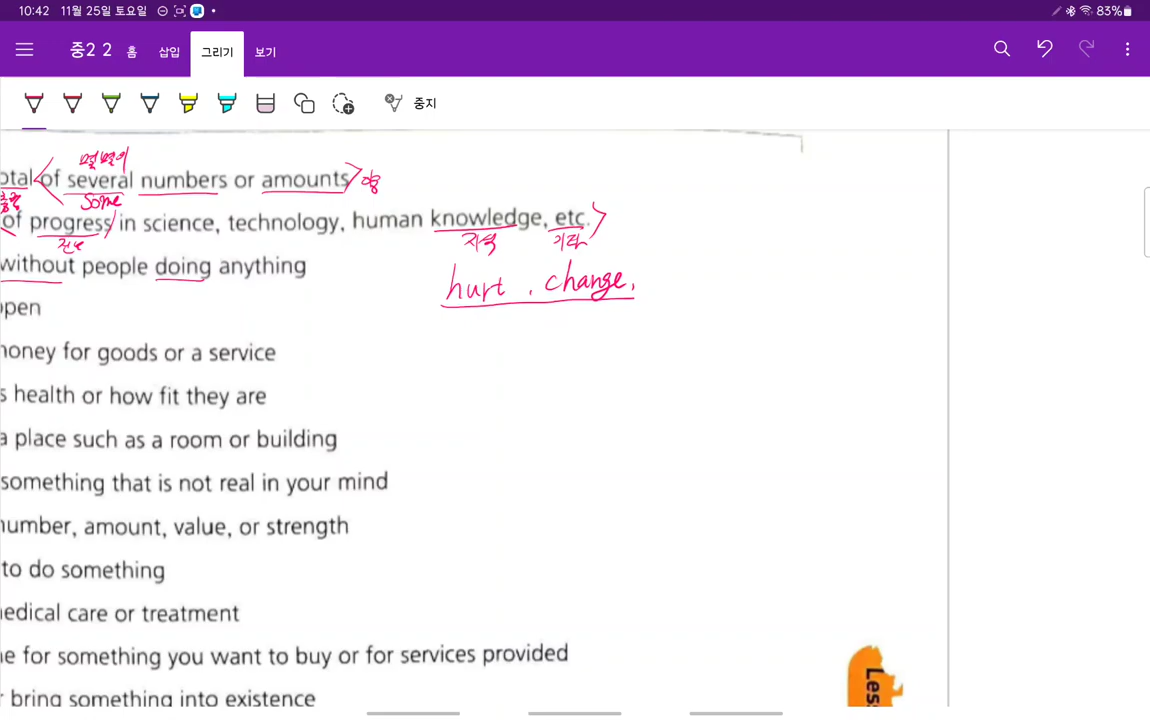 10:42 11월 25일 토요일 83%
중2 2 홈 삽입 그리기 보기
중지
몇몇의
otal of several numbers or amounts 양
총 some
of progress in science, technology, human knowledge, etc.
진보 지식 기타
without people doing anything
hurt , change,
open
money for goods or a service
s health or how fit they are
a place such as a room or building
something that is not real in your mind
number, amount, value, or strength
to do something
medical care or treatment
e for something you want to buy or for services provided
r bring something into existence
Les